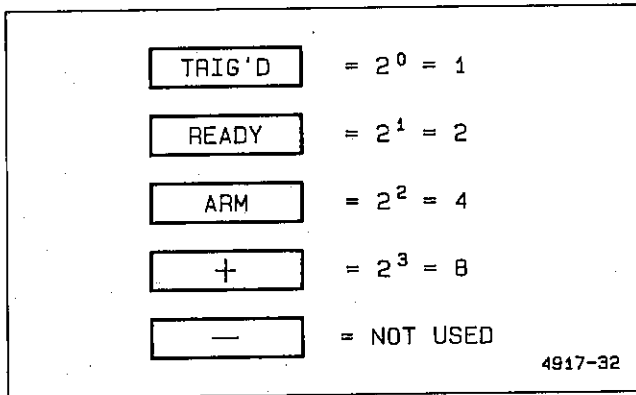 TRIG'D = 2⁰ = 1
READY = 2¹ = 2
ARM = 2² = 4
+ = 2³ = 8
— = NOT USED
4917-32